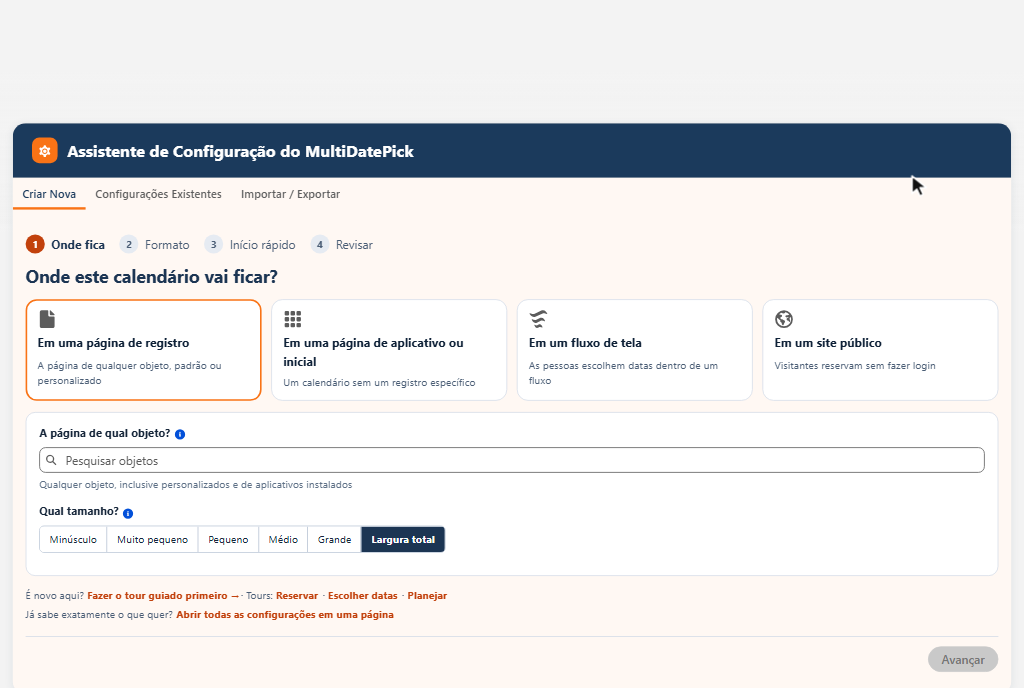 Assistente de Configuração do MultiDatePick
Criar Nova Configurações Existentes Importar / Exportar
1 Onde fica 2 Formato 3 Início rápido 4 Revisar
Onde este calendário vai ficar?
Em uma página de registro
A página de qualquer objeto, padrão ou
personalizado
Em uma página de aplicativo ou
inicial
Um calendário sem um registro específico
Em um fluxo de tela
As pessoas escolhem datas dentro de um
fluxo
Em um site público
Visitantes reservam sem fazer login
A página de qual objeto? i
Pesquisar objetos
Qualquer objeto, inclusive personalizados e de aplicativos instalados
Qual tamanho? i
Minúsculo Muito pequeno Pequeno Médio Grande Largura total
É novo aqui? Fazer o tour guiado primeiro → · Tours: Reservar · Escolher datas · Planejar
Já sabe exatamente o que quer? Abrir todas as configurações em uma página
Avançar